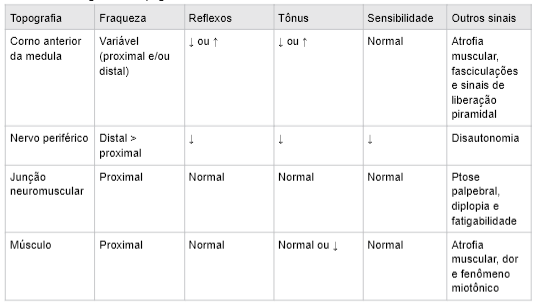 Topografia Fraqueza Reflexos Tônus Sensibilidade Outros sinais
Corno anterior da medula Variável (proximal e/ou distal) ↓ ou ↑ ↓ ou ↑ Normal Atrofia muscular, fasciculações e sinais de liberação piramidal
Nervo periférico Distal > proximal ↓ ↓ ↓ Disautonomia
Junção neuromuscular Proximal Normal Normal Normal Ptose palpebral, diplopia e fatigabilidade
Músculo Proximal Normal Normal ou ↓ Normal Atrofia muscular, dor e fenômeno miotônico